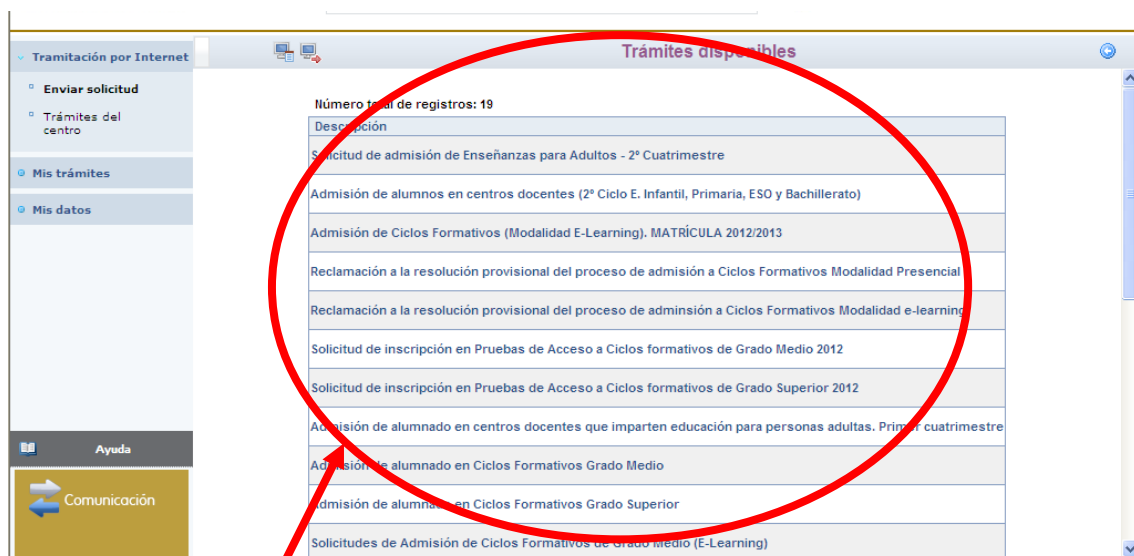 Tramitación por Internet
Enviar solicitud
Trámites del
centro
Mis trámites
Mis datos
Ayuda
Comunicación
Trámites disponibles
Número total de registros: 19
Descripción
Solicitud de admisión de Enseñanzas para Adultos - 2º Cuatrimestre
Admisión de alumnos en centros docentes (2º Ciclo E. Infantil, Primaria, ESO y Bachillerato)
Admisión de Ciclos Formativos (Modalidad E-Learning). MATRÍCULA 2012/2013
Reclamación a la resolución provisional del proceso de admisión a Ciclos Formativos Modalidad Presencial
Reclamación a la resolución provisional del proceso de adminsión a Ciclos Formativos Modalidad e-learning
Solicitud de inscripción en Pruebas de Acceso a Ciclos formativos de Grado Medio 2012
Solicitud de inscripción en Pruebas de Acceso a Ciclos formativos de Grado Superior 2012
Admisión de alumnado en centros docentes que imparten educación para personas adultas. Primer cuatrimestre
Admisión de alumnado en Ciclos Formativos Grado Medio
Admisión de alumnado en Ciclos Formativos Grado Superior
Solicitudes de Admisión de Ciclos Formativos de Grado Medio (E-Learning)